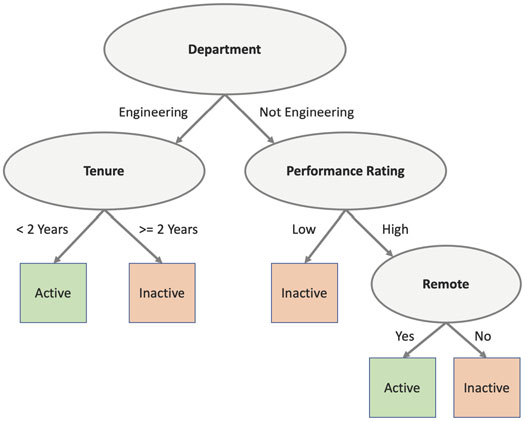 Department
Engineering
Not Engineering
Tenure
Performance Rating
< 2 Years
>= 2 Years
Low
High
Active
Inactive
Inactive
Remote
Yes
No
Active
Inactive